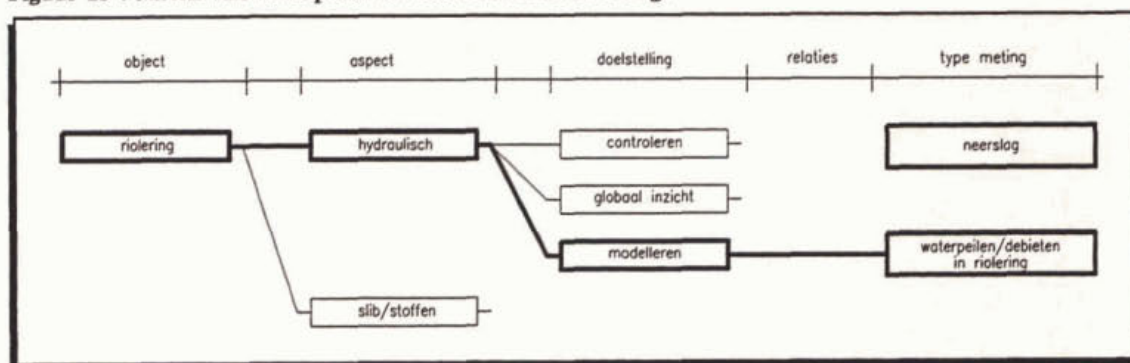 object aspect doelstelling relaties type meting
riolering hydraulisch controleren neerslag
globaal inzicht
modelleren waterpeilen/debieten
in riolering
slib/stoffen